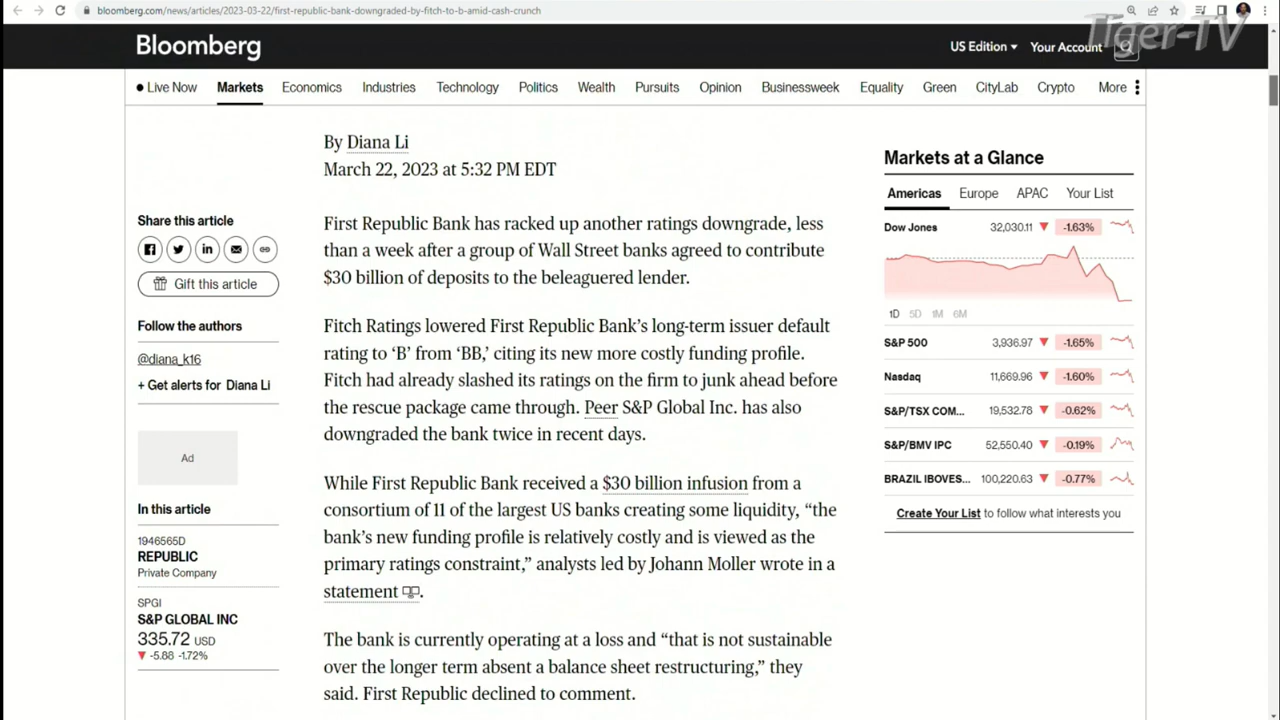 bloomberg.com/news/articles/2023-03-22/first-republic-bank-downgraded-by-fitch-to-b-amid-cash-crunch
Tiger-TV
Bloomberg
US Edition
Your Account
Live Now
Markets
Economics
Industries
Technology
Politics
Wealth
Pursuits
Opinion
Businessweek
Equality
Green
CityLab
Crypto
More
Share this article
Gift this article
Follow the authors
@diana_k16
+ Get alerts for Diana Li
Ad
In this article
1946565D
REPUBLIC
Private Company
SPGI
S&P GLOBAL INC
335.72 USD
▼ -5.88 -1.72%
By Diana Li
March 22, 2023 at 5:32 PM EDT
First Republic Bank has racked up another ratings downgrade, less
than a week after a group of Wall Street banks agreed to contribute
$30 billion of deposits to the beleaguered lender.
Fitch Ratings lowered First Republic Bank’s long-term issuer default
rating to ‘B’ from ‘BB,’ citing its new more costly funding profile.
Fitch had already slashed its ratings on the firm to junk ahead before
the rescue package came through. Peer S&P Global Inc. has also
downgraded the bank twice in recent days.
While First Republic Bank received a $30 billion infusion from a
consortium of 11 of the largest US banks creating some liquidity, “the
bank’s new funding profile is relatively costly and is viewed as the
primary ratings constraint,” analysts led by Johann Moller wrote in a
statement.
The bank is currently operating at a loss and “that is not sustainable
over the longer term absent a balance sheet restructuring,” they
said. First Republic declined to comment.
Markets at a Glance
Americas
Europe
APAC
Your List
Dow Jones 32,030.11 ▼ -1.63%
1D 5D 1M 6M
S&P 500 3,936.97 ▼ -1.65%
Nasdaq 11,669.96 ▼ -1.60%
S&P/TSX COM... 19,532.78 ▼ -0.62%
S&P/BMV IPC 52,550.40 ▼ -0.19%
BRAZIL IBOVES... 100,220.63 ▼ -0.77%
Create Your List to follow what interests you